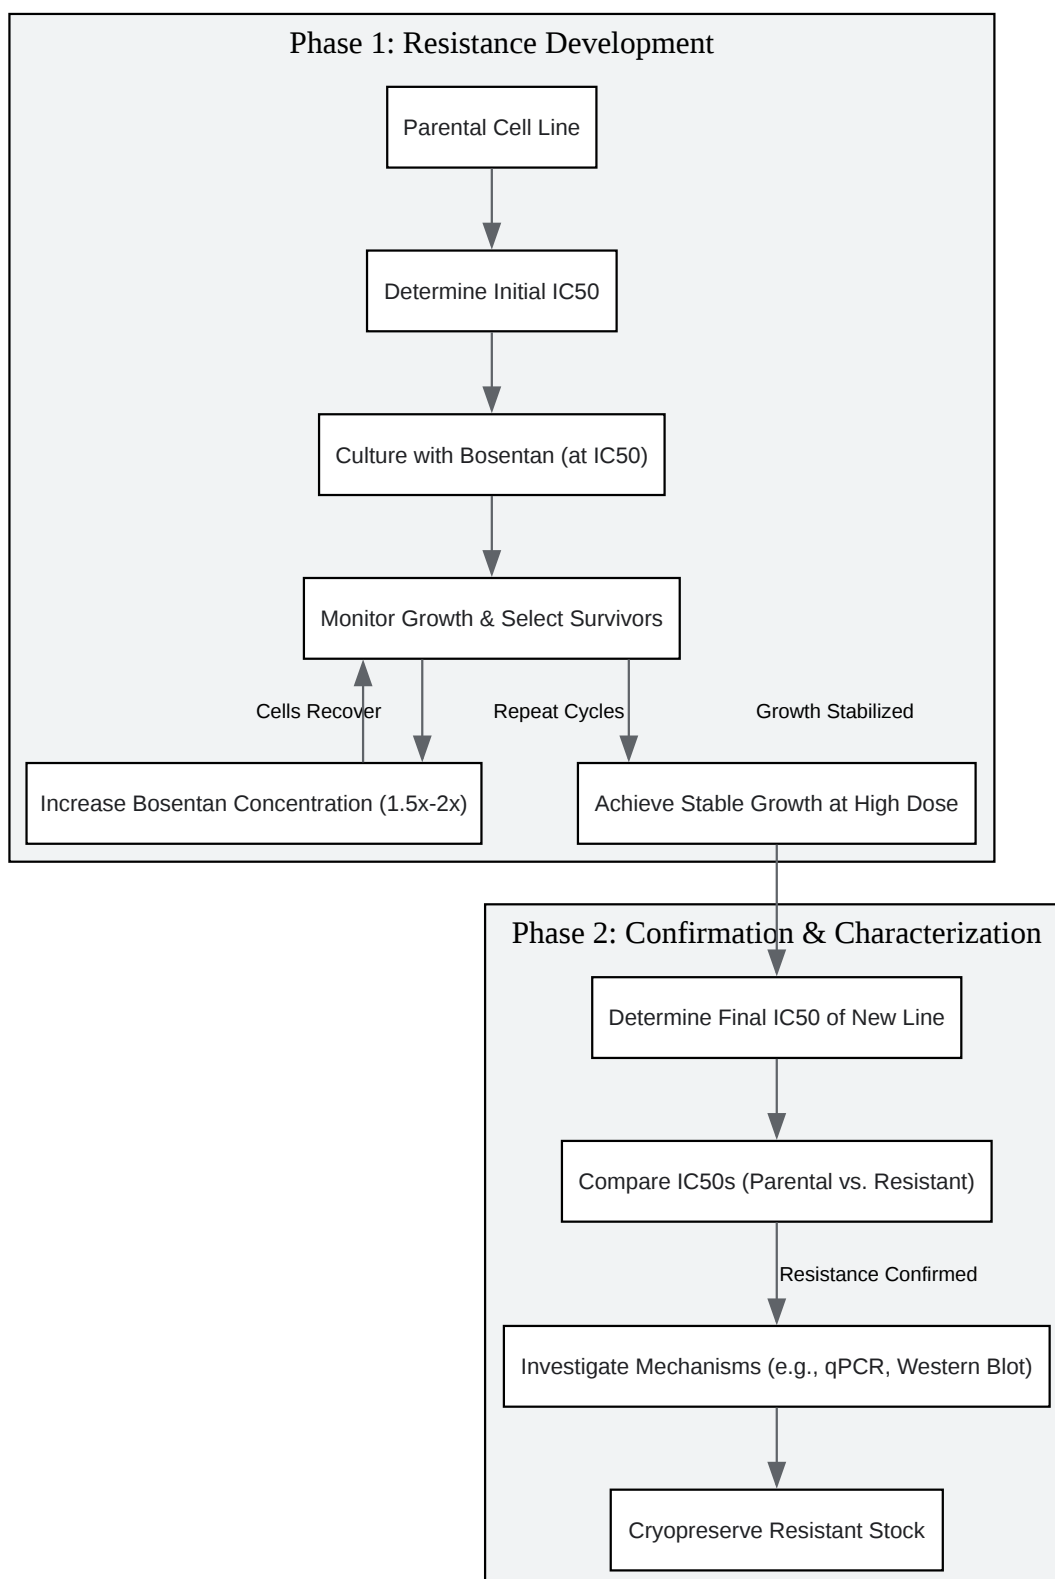 Phase 1: Resistance Development
Parental Cell Line
Determine Initial IC50
Culture with Bosentan (at IC50)
Monitor Growth & Select Survivors
Cells Recover
Repeat Cycles
Growth Stabilized
Increase Bosentan Concentration (1.5x-2x)
Achieve Stable Growth at High Dose
Phase 2: Confirmation & Characterization
Determine Final IC50 of New Line
Compare IC50s (Parental vs. Resistant)
Resistance Confirmed
Investigate Mechanisms (e.g., qPCR, Western Blot)
Cryopreserve Resistant Stock